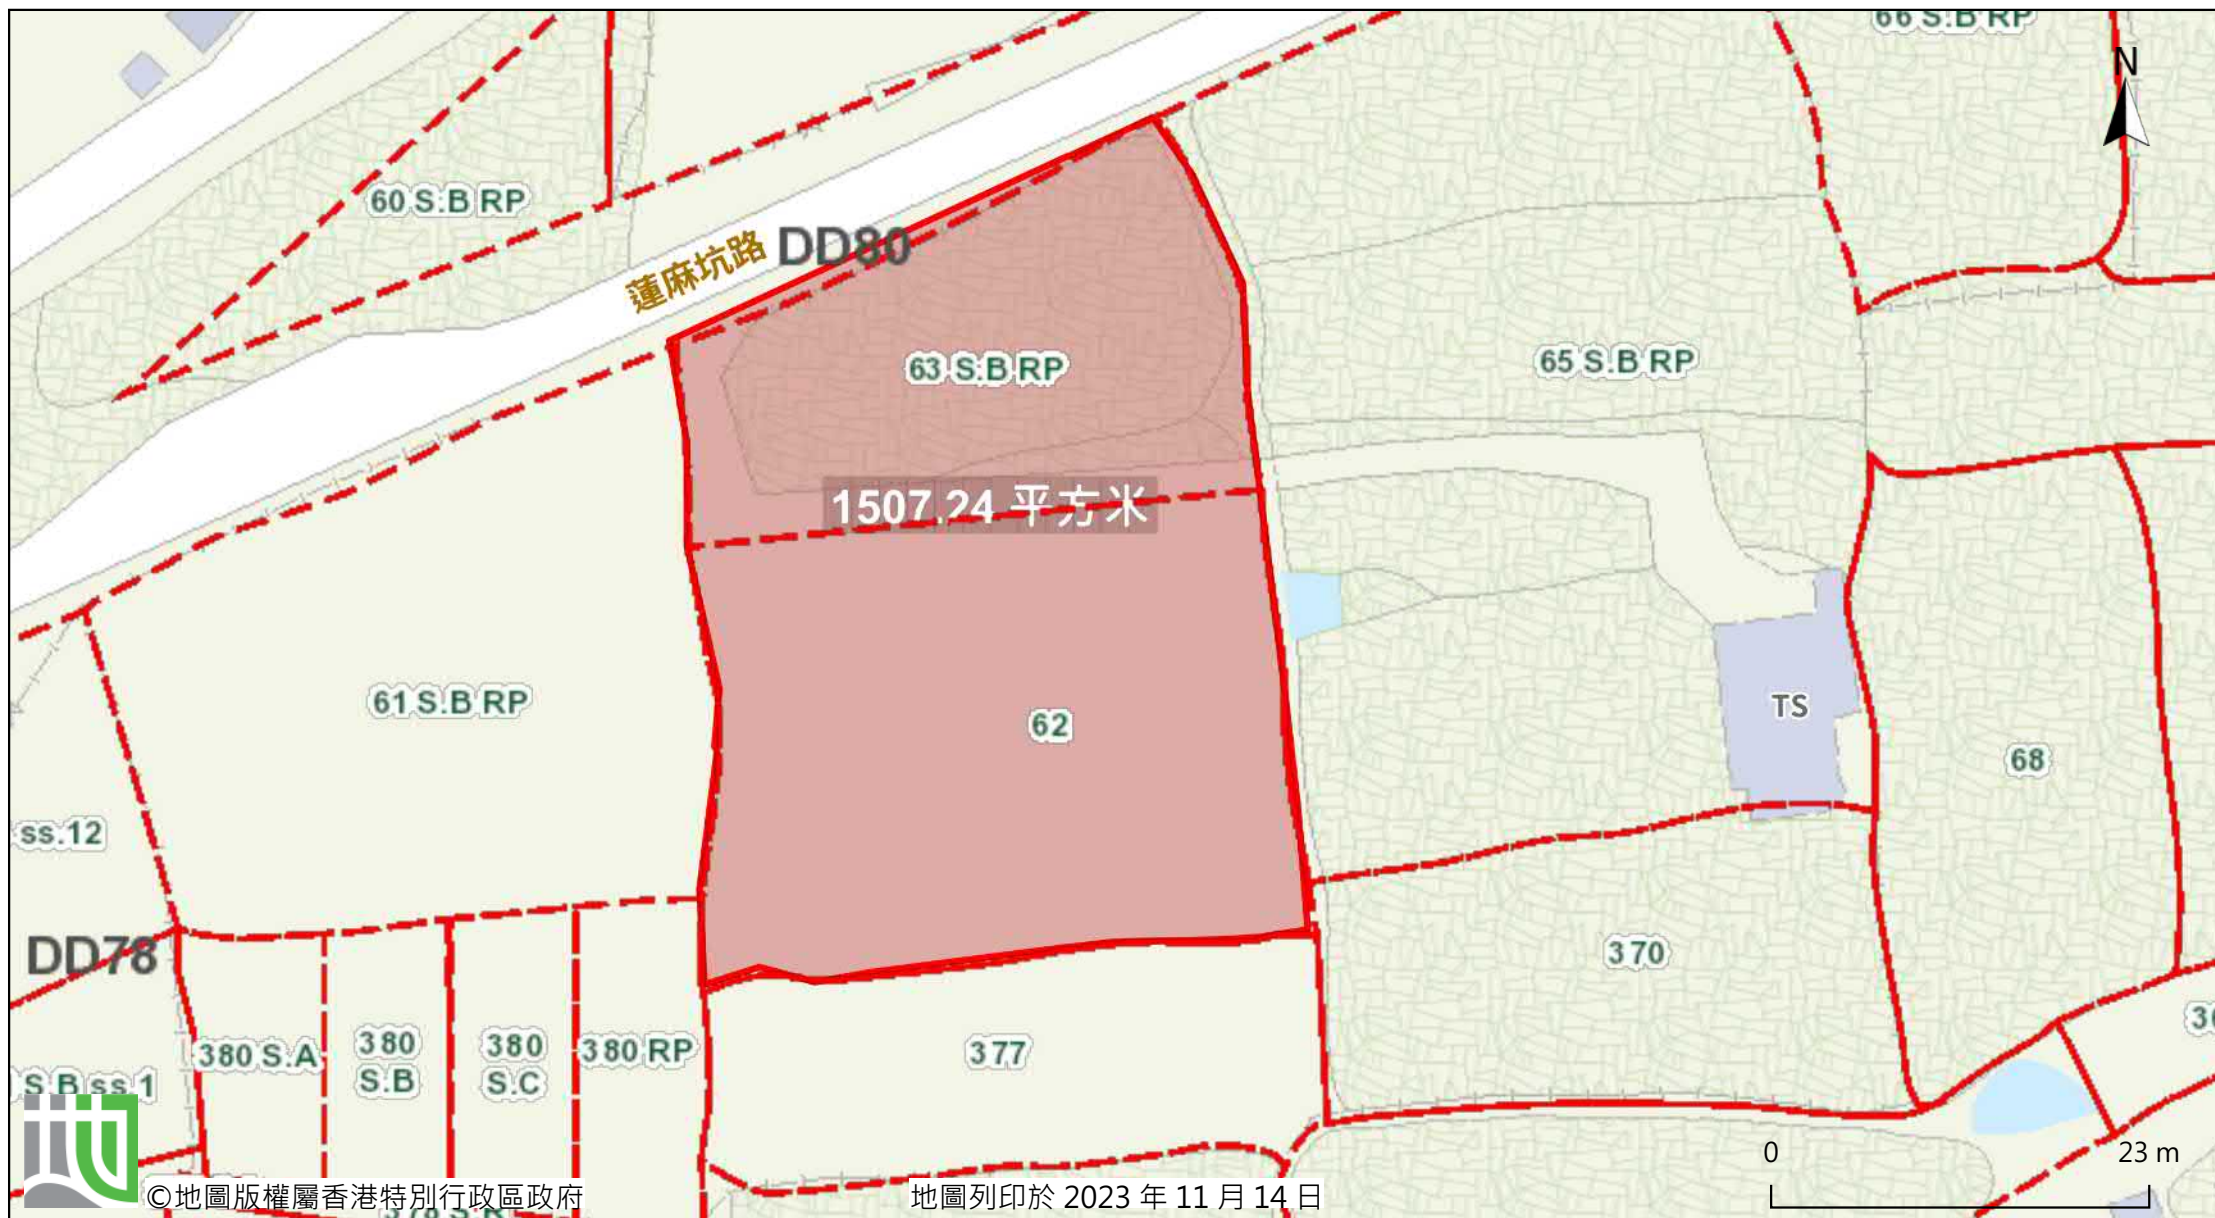 66 S.B RP
N
60 S.B RP
蓮麻坑路
DD80
63 S.B RP
65 S.B RP
1507.24 平方米
61 S.B RP
62
TS
68
ss.12
DD78
370
380 S.A
380
S.B
380
S.C
380 RP
377
S.B ss.1
0
23 m
©地圖版權屬香港特別行政區政府
地圖列印於 2023 年 11 月 14 日